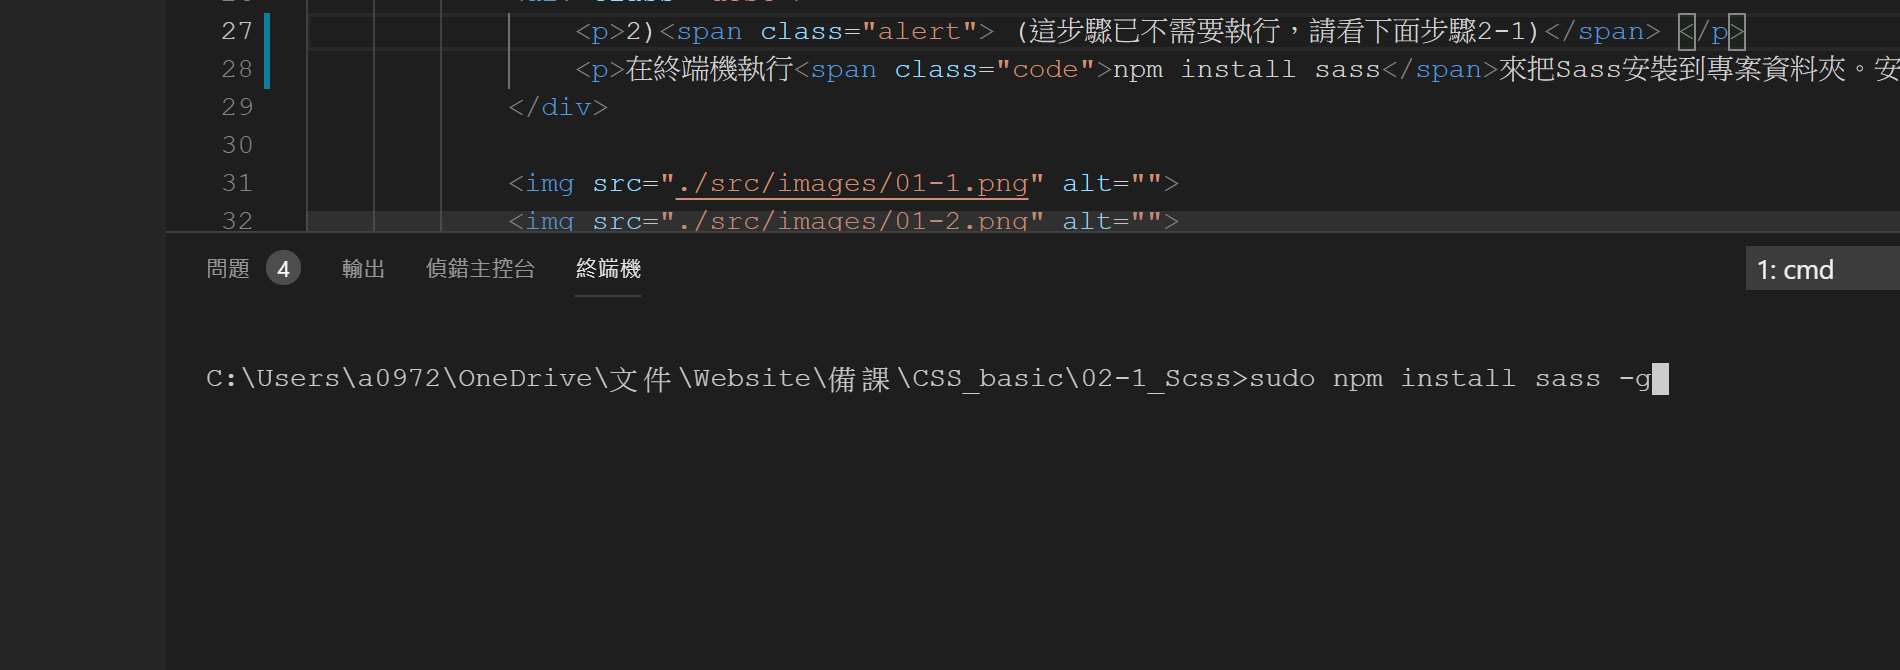 27 <p>2)<span class="alert"> (這步驟已不需要執行，請看下面步驟2-1)</span> </p>
28 <p>在終端機執行<span class="code">npm install sass</span>來把Sass安裝到專案資料夾。安
29 </div>
30
31 <img src="./src/images/01-1.png" alt="">
32 <img src="./src/images/01-2.png" alt="">
問題 4 輸出 偵錯主控台 終端機 1: cmd
C:\Users\a0972\OneDrive\文件\Website\備課\CSS_basic\02-1_Scss>sudo npm install sass -g